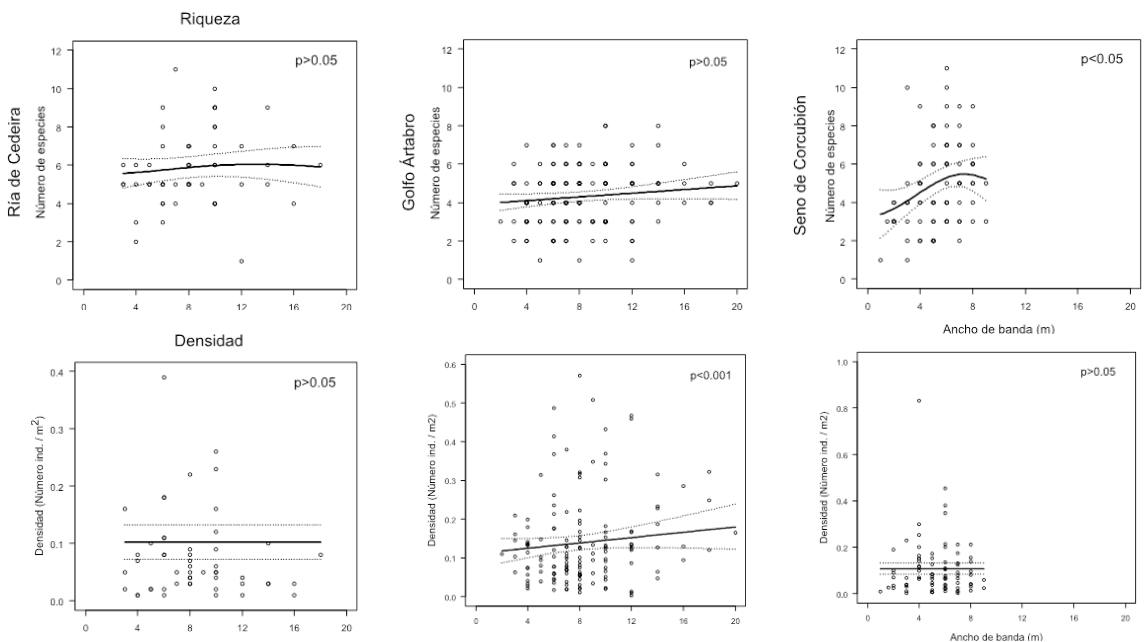 Riqueza
Ría de Cedeira
Número de especies
p>0.05
12
10
8
6
4
2
0
0 4 8 12 16 20
Golfo Ártabro
Número de especies
p>0.05
12
10
8
6
4
2
0
0 4 8 12 16 20
Seno de Corcubión
Número de especies
p<0.05
12
10
8
6
4
2
0
0 4 8 12 16 20
Ancho de banda (m)
Densidad
Densidad (Número ind. / m2)
p>0.05
0.4
0.3
0.2
0.1
0.0
0 4 8 12 16 20
Densidad (Número ind. / m2)
p<0.001
0.6
0.5
0.4
0.3
0.2
0.1
0.0
0 4 8 12 16 20
Densidad (Número ind. / m2)
p>0.05
1.0
0.8
0.6
0.4
0.2
0.0
0 4 8 12 16 20
Ancho de banda (m)